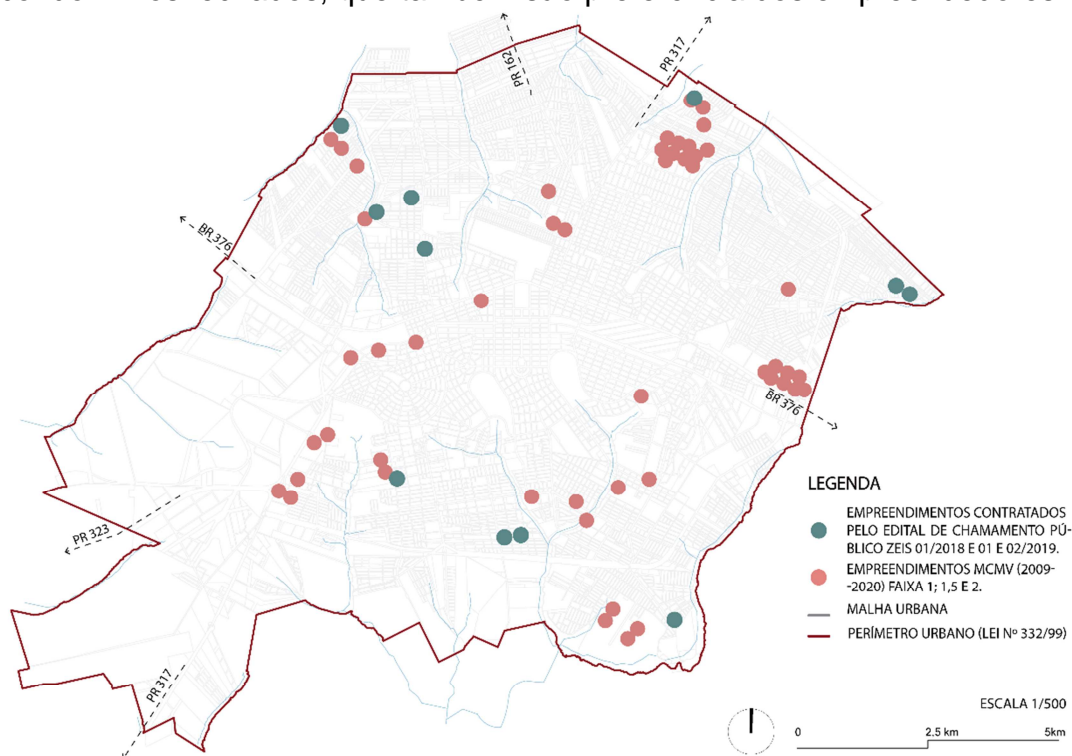 PR 162
PR 317
BR 376
BR 376
PR 323
PR 317
LEGENDA
EMPREENDIMENTOS CONTRATADOS
PELO EDITAL DE CHAMAMENTO PÚ-
BLICO ZEIS 01/2018 E 01 E 02/2019.
EMPREENDIMENTOS MCMV (2009-
-2020) FAIXA 1; 1,5 E 2.
MALHA URBANA
PERÍMETRO URBANO (LEI Nº 332/99)
ESCALA 1/500
0 2.5 km 5km